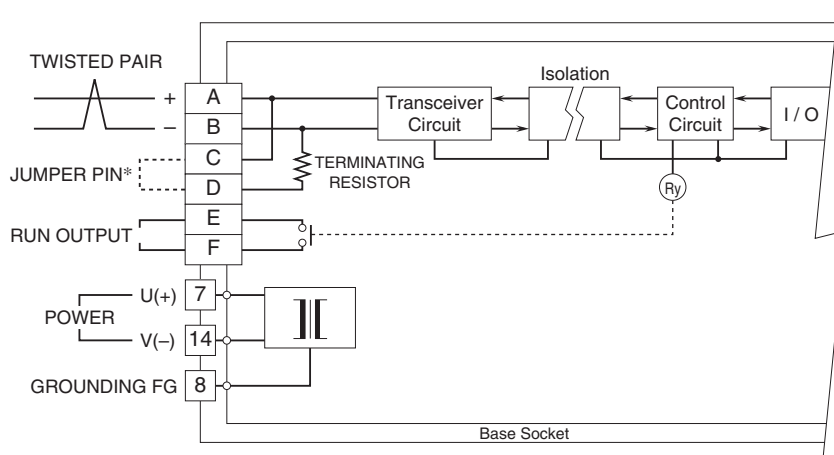 TWISTED PAIR
+
–
A
B
C
D
E
F
JUMPER PIN*
RUN OUTPUT
Transceiver
Circuit
Isolation
Control
Circuit
I / O
TERMINATING
RESISTOR
Ry
POWER
U(+)
V(–)
7
14
GROUNDING FG
8
Base Socket